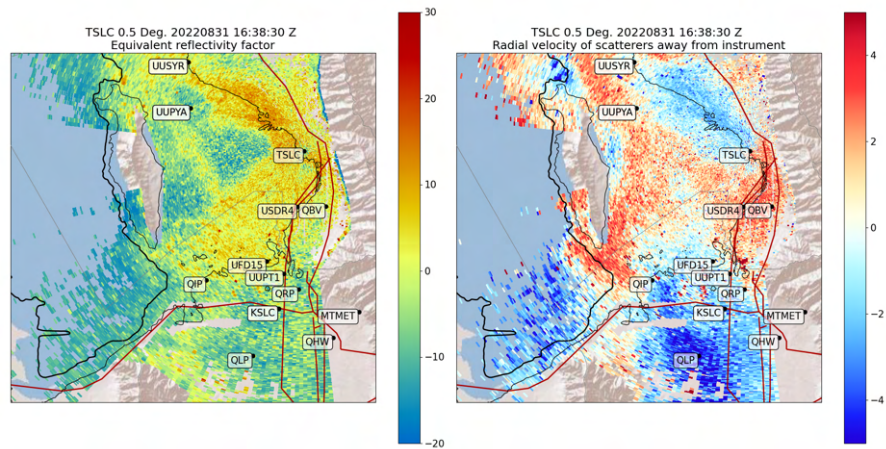 TSLC 0.5 Deg. 20220831 16:38:30 Z
Equivalent reflectivity factor
UUSYR
UUPYA
TSLC
USDR4
QBV
UFD15
UUPT1
QIP
QRP
KSLC
MTMET
QHW
QLP
30
20
10
0
−10
−20
TSLC 0.5 Deg. 20220831 16:38:30 Z
Radial velocity of scatterers away from instrument
UUSYR
UUPYA
TSLC
USDR4
QBV
UFD15
UUPT1
QIP
QRP
KSLC
MTMET
QHW
QLP
4
2
0
−2
−4